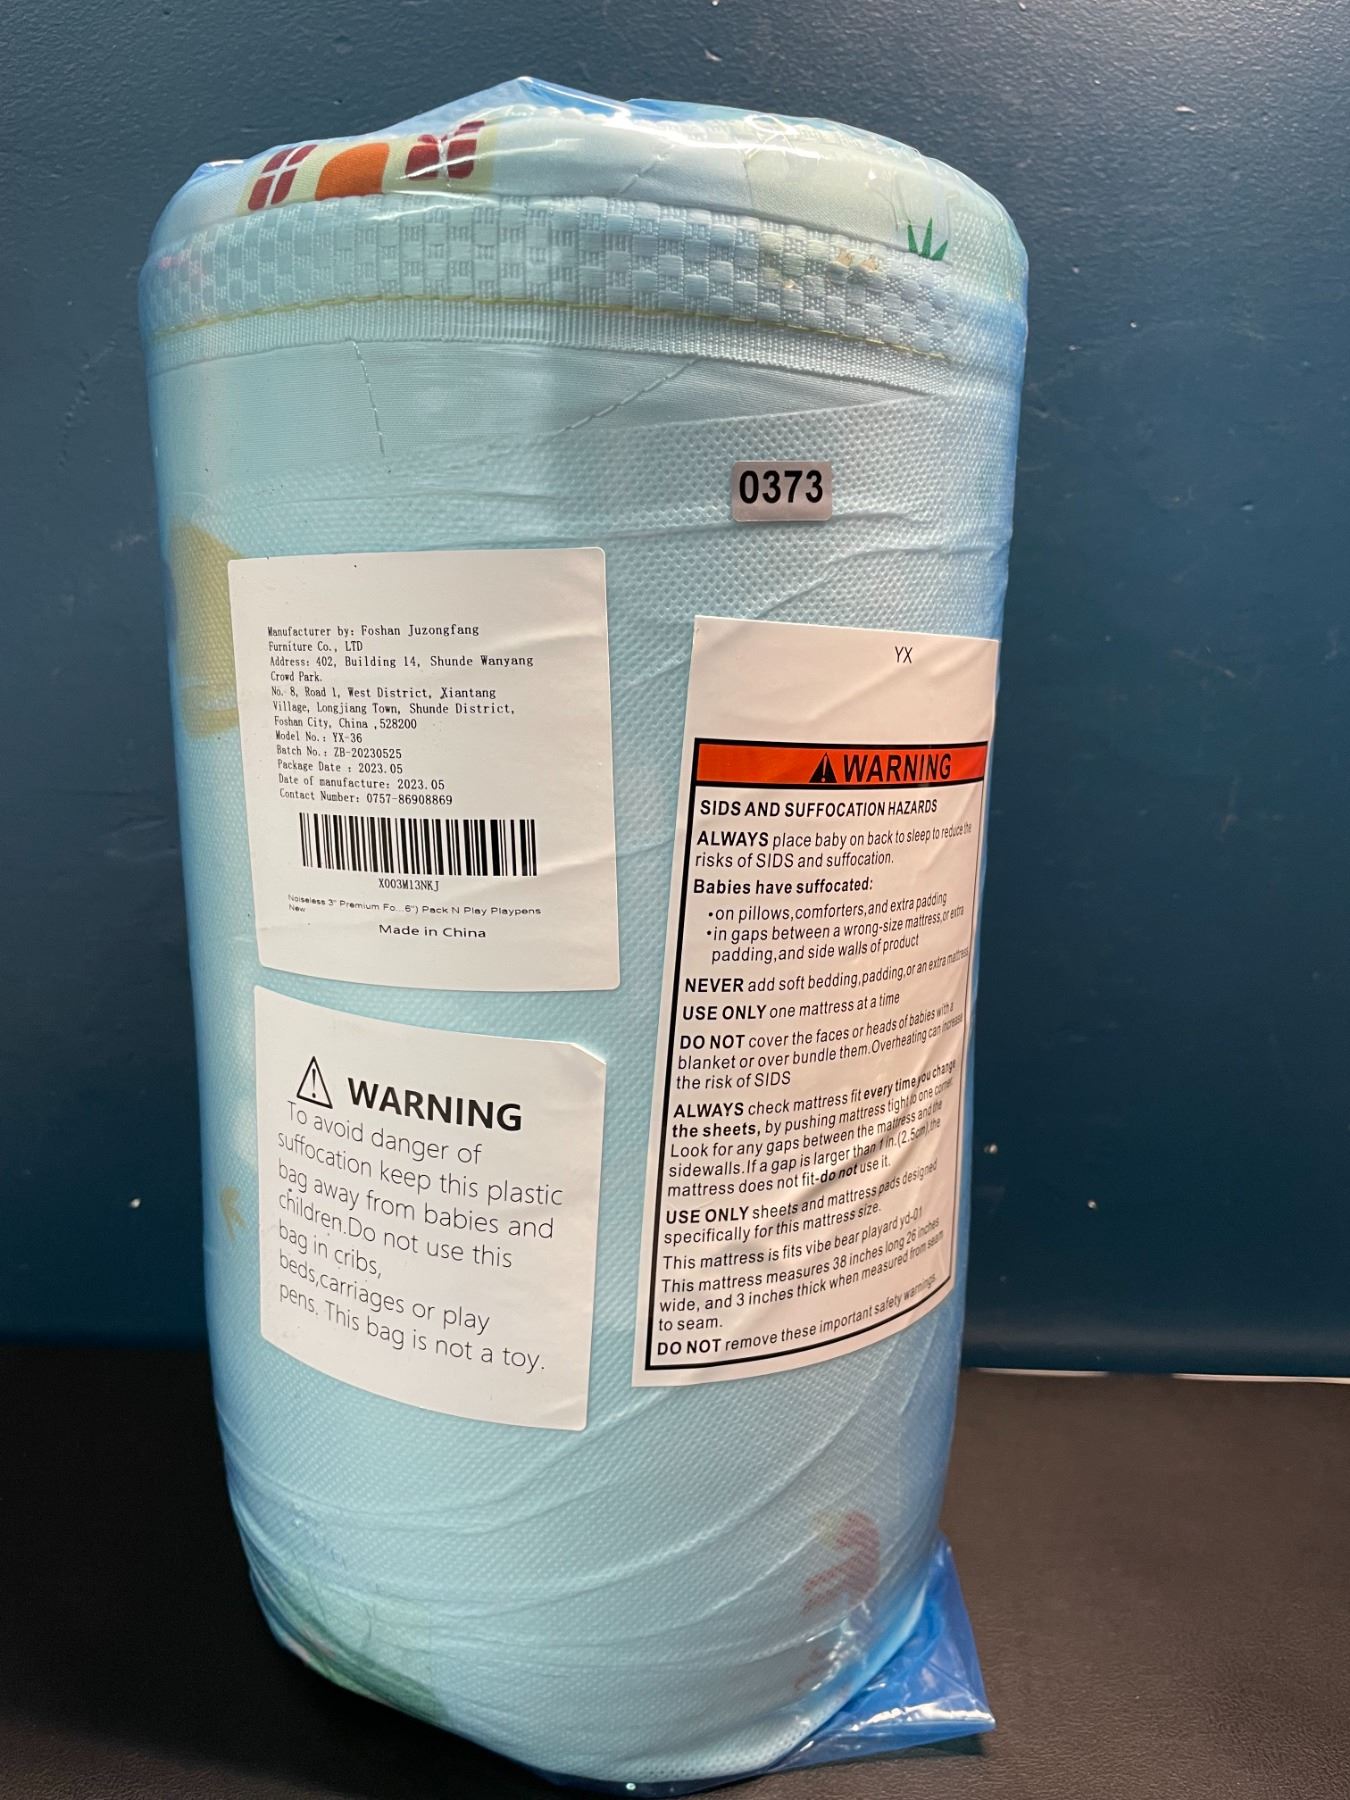 0373
Manufacturer by: Foshan Juzongfang
Furniture Co., LTD
Address: 402, Building 14, Shunde Wanyang
Crowd Park.
No. 8, Road 1, West District, Xiantang
Village, Longjiang Town, Shunde District,
Foshan City, China ,528200
Model No.: YX-36
Batch No.: ZB-20230525
Package Date : 2023.05
Date of manufacture: 2023.05
Contact Number: 0757-86908869
X003M13NKJ
Noiseless 3" Premium Fo...6") Pack N Play Playpens
New
Made in China
WARNING
To avoid danger of
suffocation keep this plastic
bag away from babies and
children.Do not use this
bag in cribs,
beds,carriages or play
pens. This bag is not a toy.
YX
WARNING
SIDS AND SUFFOCATION HAZARDS
ALWAYS place baby on back to sleep to reduce the
risks of SIDS and suffocation.
Babies have suffocated:
•on pillows,comforters,and extra padding
•in gaps between a wrong-size mattress,or extra
padding,and side walls of product
NEVER add soft bedding,padding,or an extra mattress
USE ONLY one mattress at a time
DO NOT cover the faces or heads of babies with a
blanket or over bundle them.Overheating can increase
the risk of SIDS
ALWAYS check mattress fit every time you change
the sheets, by pushing mattress tight to one corner.
Look for any gaps between the mattress and the
sidewalls.If a gap is larger than 1 in.(2.5cm),the
mattress does not fit-do not use it.
USE ONLY sheets and mattress pads designed
specifically for this mattress size.
This mattress is fits vibe bear playard yd-01
This mattress measures 38 inches long 26 inches
wide, and 3 inches thick when measured from seam
to seam.
DO NOT remove these important safety warnings.